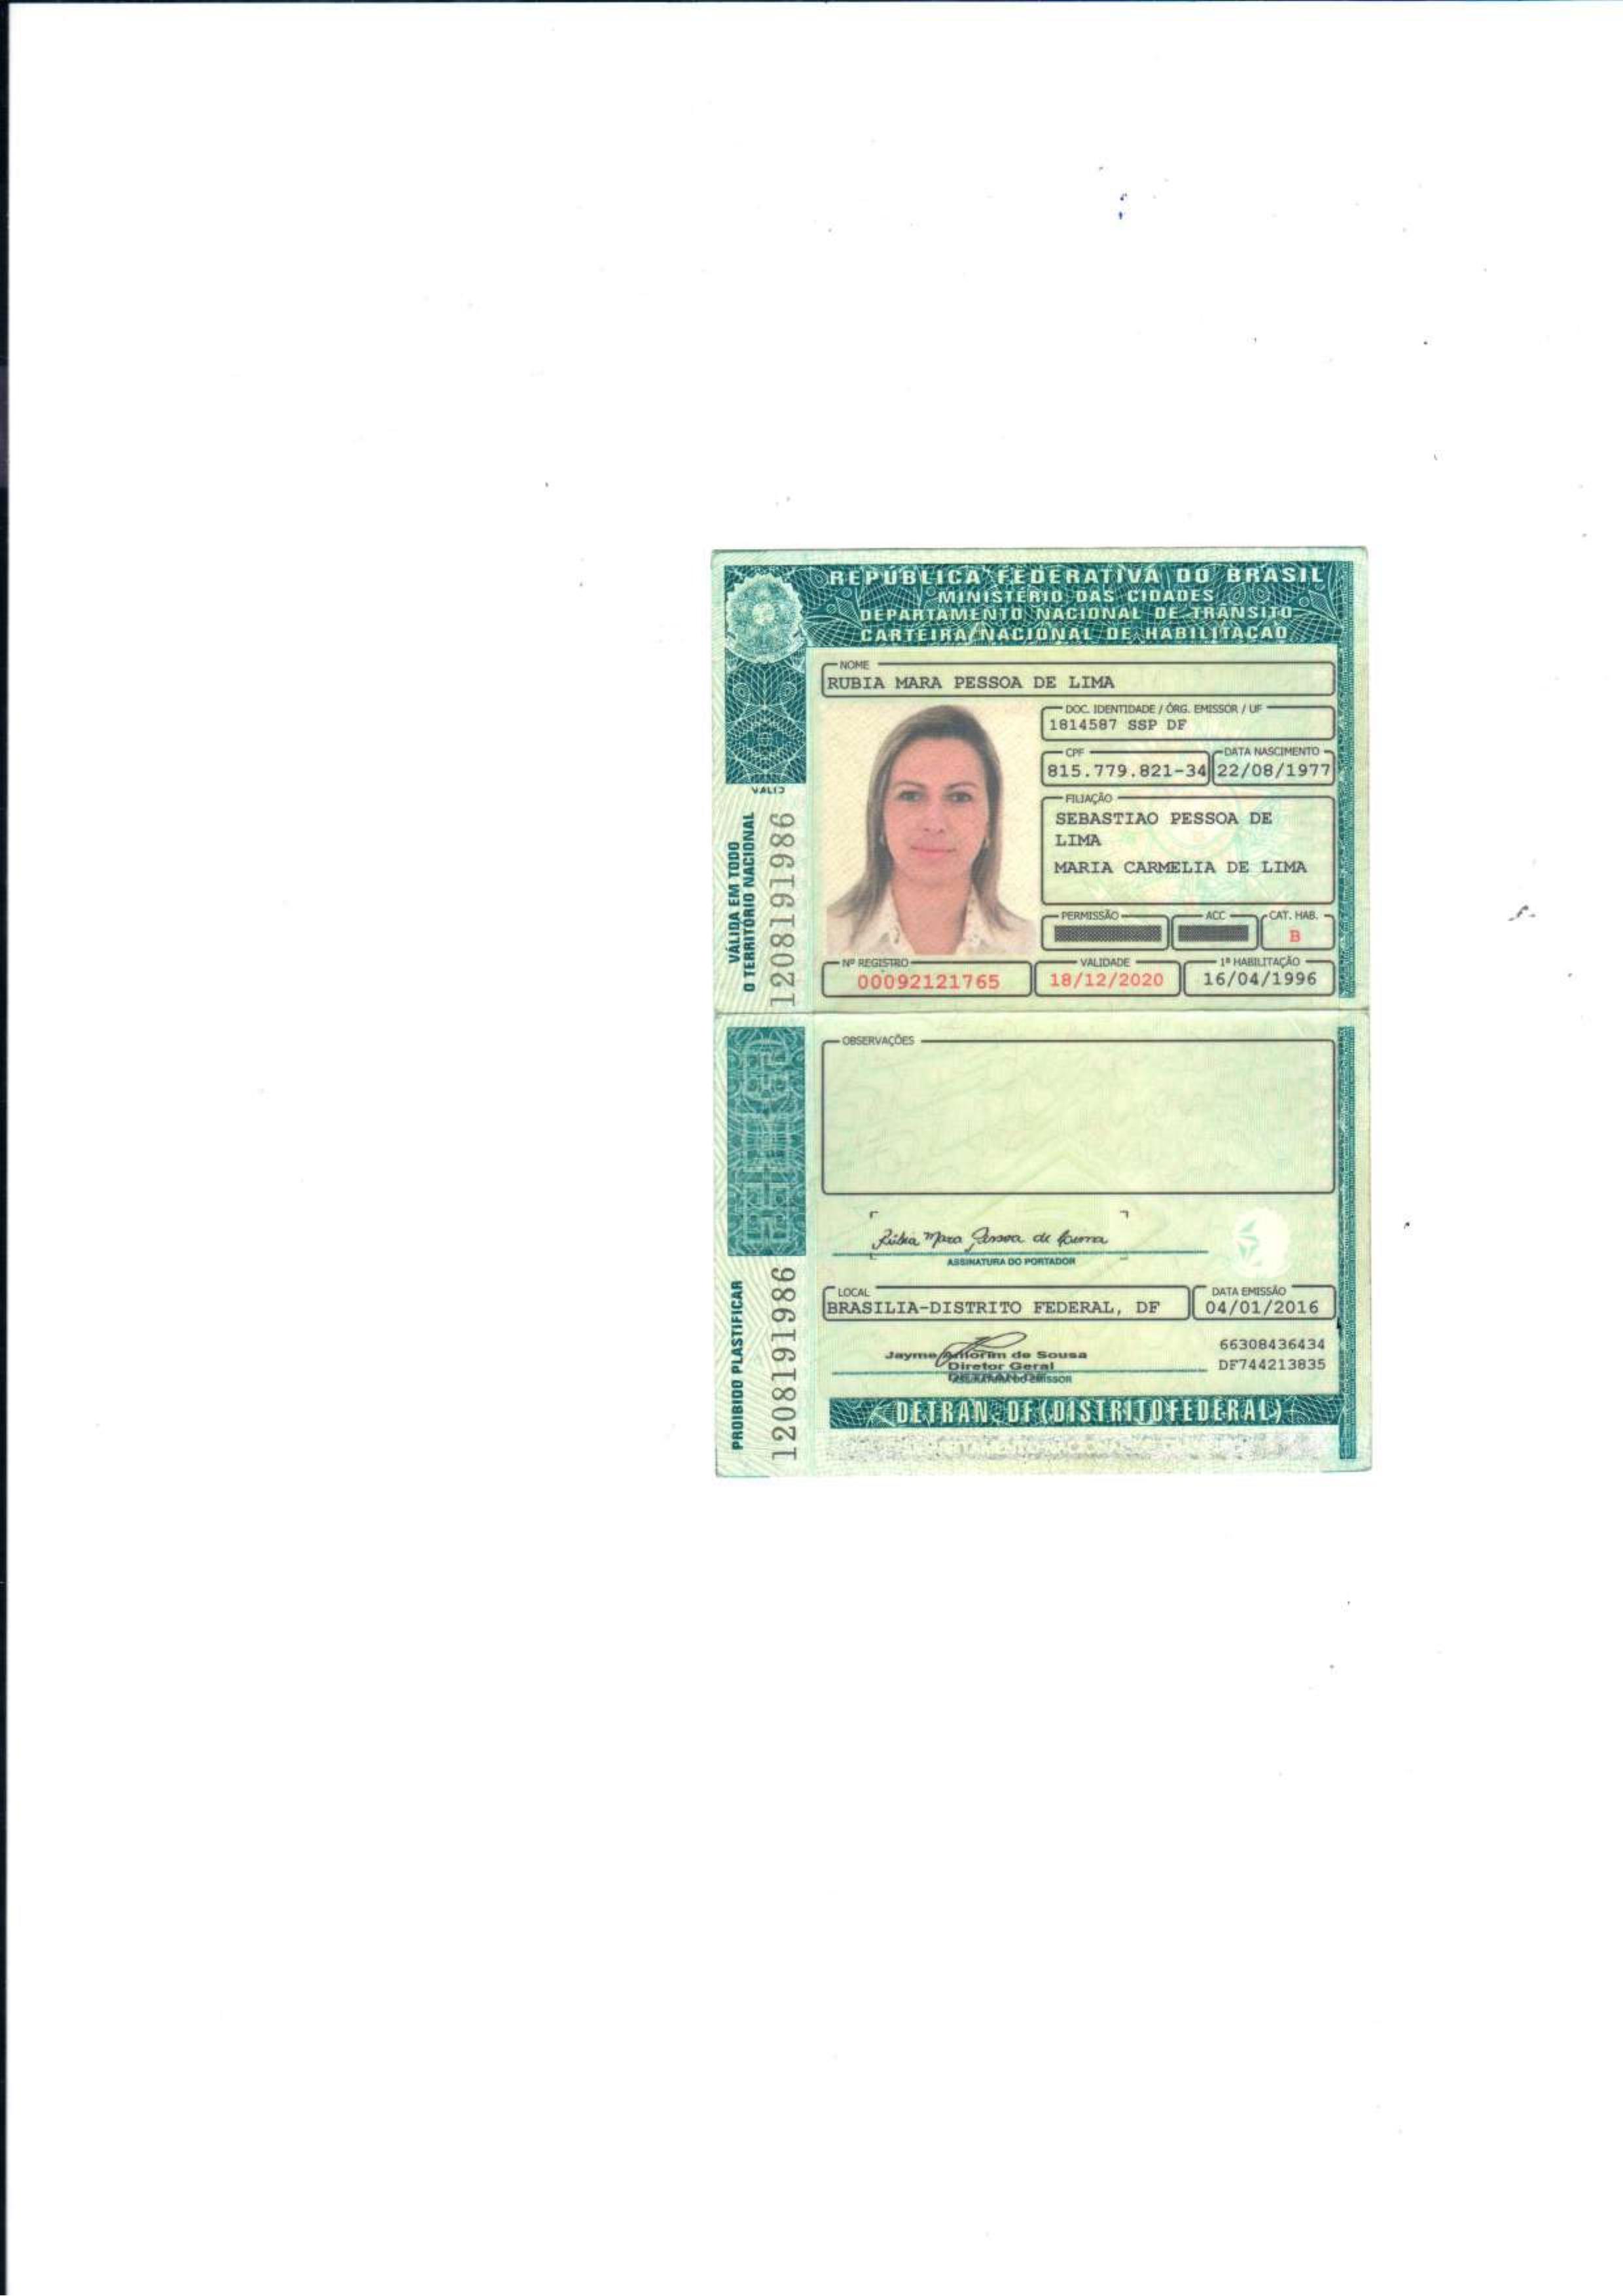 REPÚBLICA FEDERATIVA DO BRASIL
MINISTÉRIO DAS CIDADES
DEPARTAMENTO NACIONAL DE TRÂNSITO
CARTEIRA NACIONAL DE HABILITAÇÃO
NOME
RUBIA MARA PESSOA DE LIMA
DOC. IDENTIDADE / ÓRG. EMISSOR / UF
1814587 SSP DF
CPF
DATA NASCIMENTO
815.779.821-34
22/08/1977
FILIAÇÃO
SEBASTIAO PESSOA DE
LIMA
MARIA CARMELIA DE LIMA
PERMISSÃO
ACC
CAT. HAB.
B
Nº REGISTRO
VALIDADE
1ª HABILITAÇÃO
00092121765
18/12/2020
16/04/1996
VÁLIDA EM TODO
O TERRITÓRIO NACIONAL
1208191986
OBSERVAÇÕES
Rúbia Mara Pessoa de Lima
ASSINATURA DO PORTADOR
LOCAL
DATA EMISSÃO
BRASILIA-DISTRITO FEDERAL, DF
04/01/2016
Jayme Amorim de Sousa
Diretor Geral
66308436434
DF744213835
PROIBIDO PLASTIFICAR
1208191986
DETRAN, DF (DISTRITO FEDERAL)